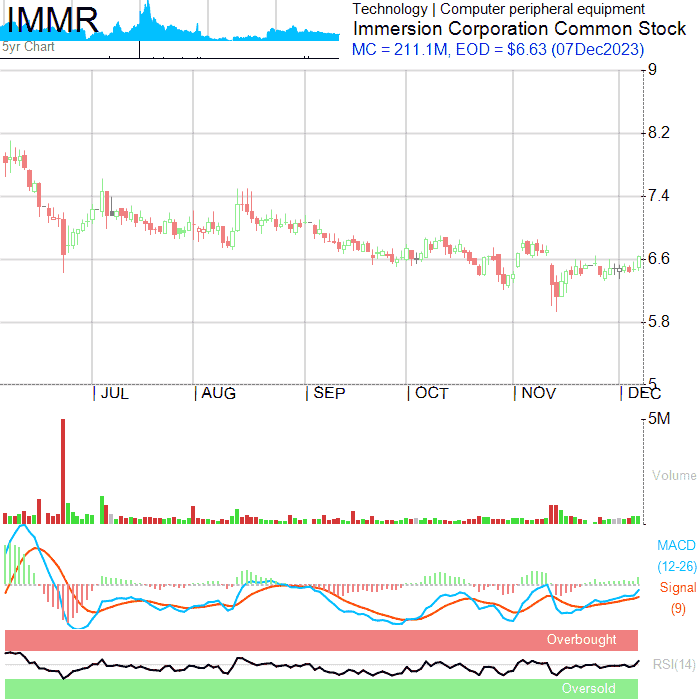 IMMR
5yr Chart
Technology | Computer peripheral equipment
Immersion Corporation Common Stock
MC = 211.1M, EOD = $6.63 (07Dec2023)
9
8.2
7.4
6.6
5.8
5
JUL AUG SEP OCT NOV DEC
5M
Volume
MACD
(12-26)
Signal
(9)
Overbought
RSI(14)
Oversold